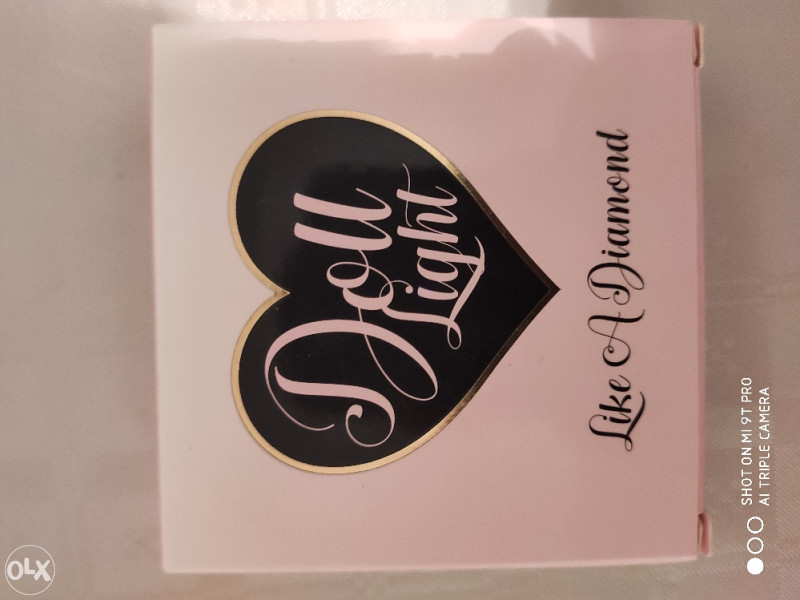 Doll
Light
Like A Diamond
SHOT ON MI 9T PRO
AI TRIPLE CAMERA
OLX